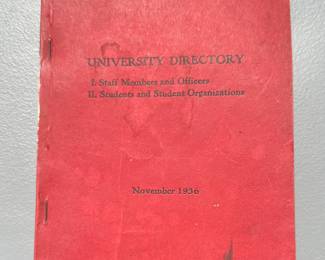 UNIVERSITY DIRECTORY
I. Staff Members and Officers
II. Students and Student Organizations
November 1936